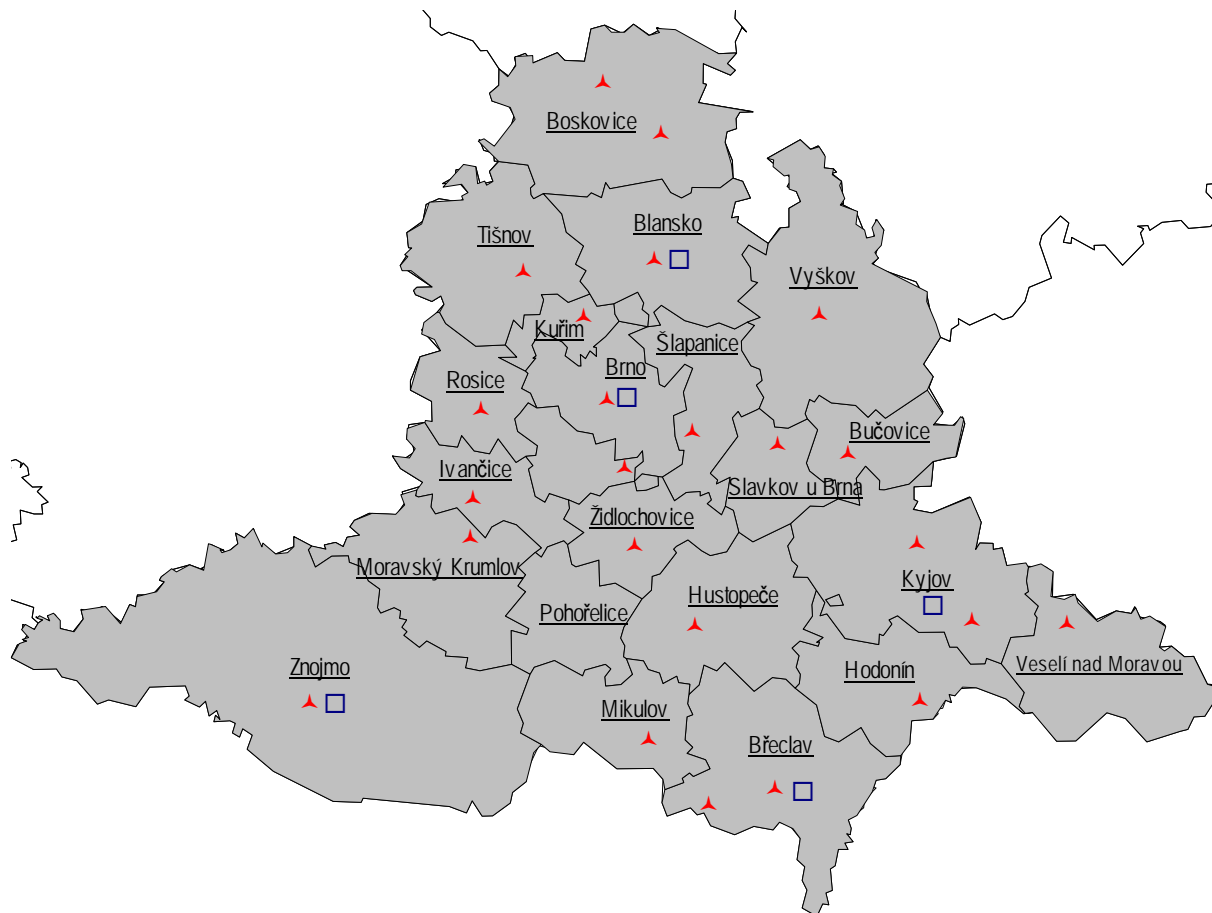 Boskovice
Blansko
Tišnov
Vyškov
Kuřim
Šlapanice
Brno
Rosice
Bučovice
Ivančice
Slavkov u Brna
Židlochovice
Moravský Krumlov
Kyjov
Hustopeče
Pohořelice
Veselí nad Moravou
Znojmo
Hodonín
Mikulov
Břeclav